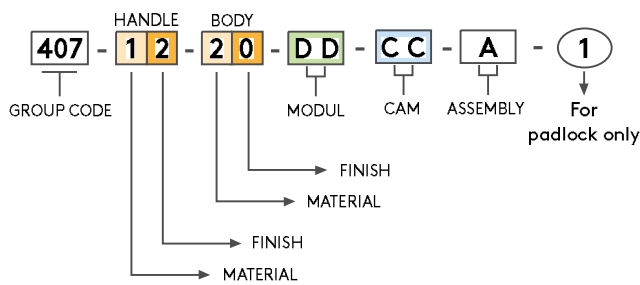 HANDLE BODY
407 - 1 2 - 2 0 - D D - C C - A - 1
GROUP CODE MODUL CAM ASSEMBLY For
padlock only
FINISH
MATERIAL
FINISH
MATERIAL